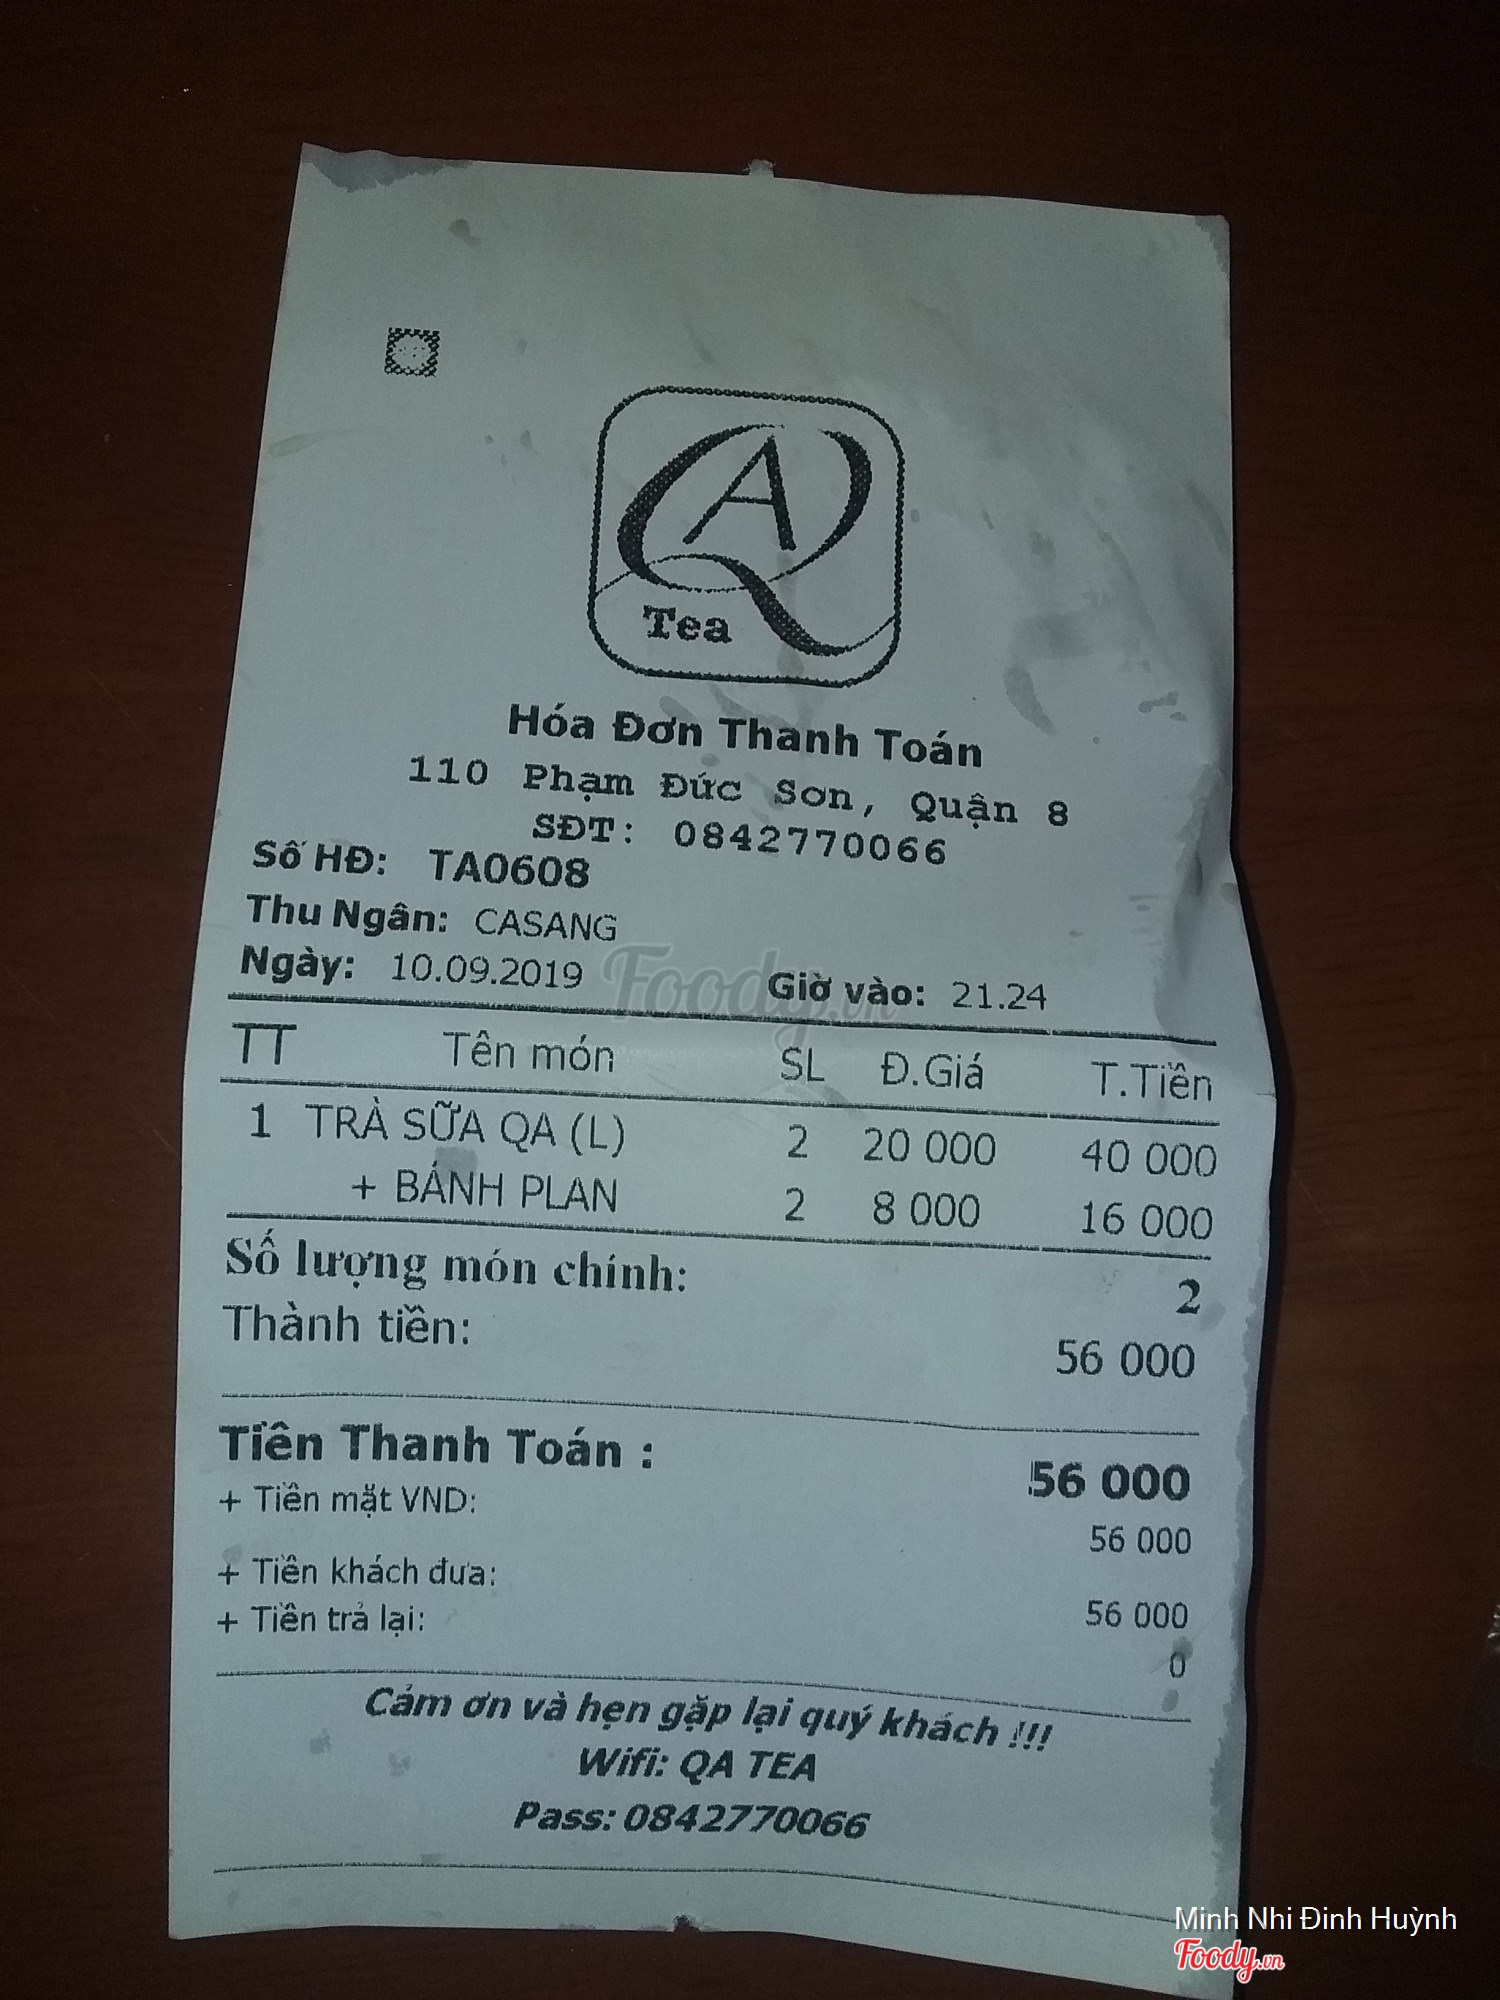 QA
Tea
Hóa Đơn Thanh Toán
110 Phạm Đức Sơn, Quận 8
SĐT: 0842770066
Số HĐ: TA0608
Thu Ngân: CASANG
Ngày: 10.09.2019 Giờ vào: 21.24
Foody.vn
TT Tên món SL Đ.Giá T.Tiền
1 TRÀ SỮA QA (L) 2 20 000 40 000
+ BÁNH PLAN 2 8 000 16 000
Số lượng món chính: 2
Thành tiền: 56 000
Tiền Thanh Toán : 56 000
+ Tiền mặt VND: 56 000
+ Tiền khách đưa: 56 000
+ Tiền trả lại: 0
Cảm ơn và hẹn gặp lại quý khách !!!
Wifi: QA TEA
Pass: 0842770066
Minh Nhi Đinh Huỳnh
Foody.vn